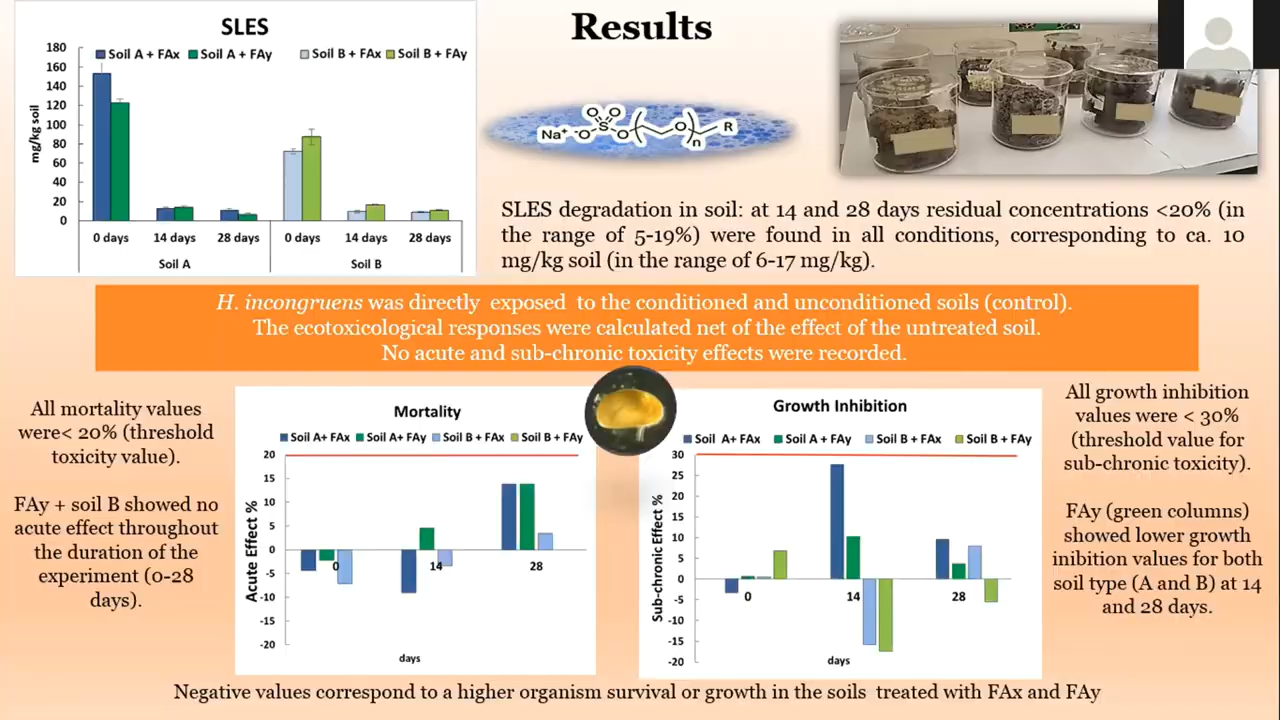 Results
SLES
Soil A + FAx
Soil A + FAy
Soil B + FAx
Soil B + FAy
mg/kg soil
180
160
140
120
100
80
60
40
20
0
0 days
14 days
28 days
0 days
14 days
28 days
Soil A
Soil B
Na+
-O
O
O
S
O
O
n
R
SLES degradation in soil: at 14 and 28 days residual concentrations <20% (in
the range of 5-19%) were found in all conditions, corresponding to ca. 10
mg/kg soil (in the range of 6-17 mg/kg).
H. incongruens was directly exposed to the conditioned and unconditioned soils (control).
The ecotoxicological responses were calculated net of the effect of the untreated soil.
No acute and sub-chronic toxicity effects were recorded.
All mortality values
were< 20% (threshold
toxicity value).
FAy + soil B showed no
acute effect throughout
the duration of the
experiment (0-28
days).
Mortality
Soil A+ FAx
Soil A+ FAy
Soil B + FAx
Soil B + FAy
Acute Effect %
20
15
10
5
0
-5
-10
-15
-20
0
14
28
days
Growth Inhibition
Soil A+ FAx
Soil A + FAy
Soil B + FAx
Soil B + FAy
Sub-chronic Effect %
30
25
20
15
10
5
0
-5
-10
-15
-20
0
14
28
days
All growth inhibition
values were < 30%
(threshold value for
sub-chronic toxicity).
FAy (green columns)
showed lower growth
inibition values for both
soil type (A and B) at 14
and 28 days.
Negative values correspond to a higher organism survival or growth in the soils treated with FAx and FAy